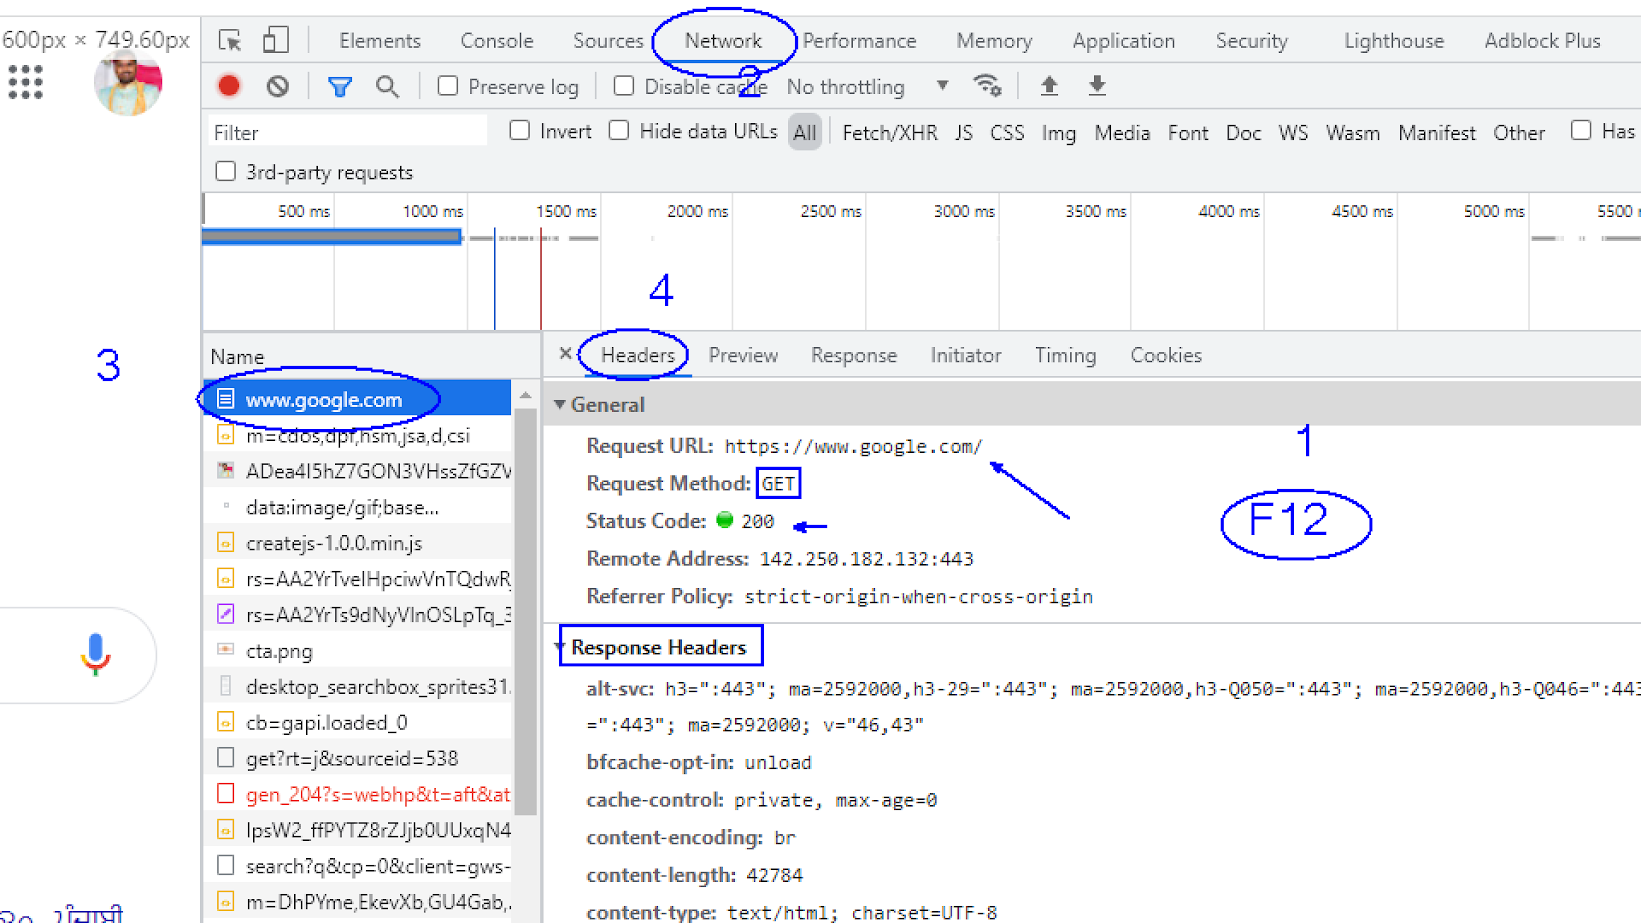 600px × 749.60px
Elements Console Sources Network Performance Memory Application Security Lighthouse Adblock Plus
Preserve log Disable cache No throttling
2
Filter Invert Hide data URLs All Fetch/XHR JS CSS Img Media Font Doc WS Wasm Manifest Other Has
3rd-party requests
500 ms 1000 ms 1500 ms 2000 ms 2500 ms 3000 ms 3500 ms 4000 ms 4500 ms 5000 ms 5500
4
3
Name
www.google.com
m=cdos,dpf,hsm,jsa,d,csi
data:image/gif;base...
createjs-1.0.0.min.js
cta.png
desktop_searchbox_sprites31.
cb=gapi.loaded_0
get?rt=j&sourceid=538
gen_204?s=webhp&t=aft&at
search?q&cp=0&client=gws-
m=DhPYme,EkevXb,GU4Gab,.
Headers Preview Response Initiator Timing Cookies
General
Request URL: https://www.google.com/
Request Method: GET
Status Code: 200
Remote Address: 142.250.182.132:443
Referrer Policy: strict-origin-when-cross-origin
1
F12
Response Headers
alt-svc: h3=":443"; ma=2592000,h3-29=":443"; ma=2592000,h3-Q050=":443"; ma=2592000,h3-Q046=":443
=":443"; ma=2592000; v="46,43"
bfcache-opt-in: unload
cache-control: private, max-age=0
content-encoding: br
content-length: 42784
content-type: text/html; charset=UTF-8